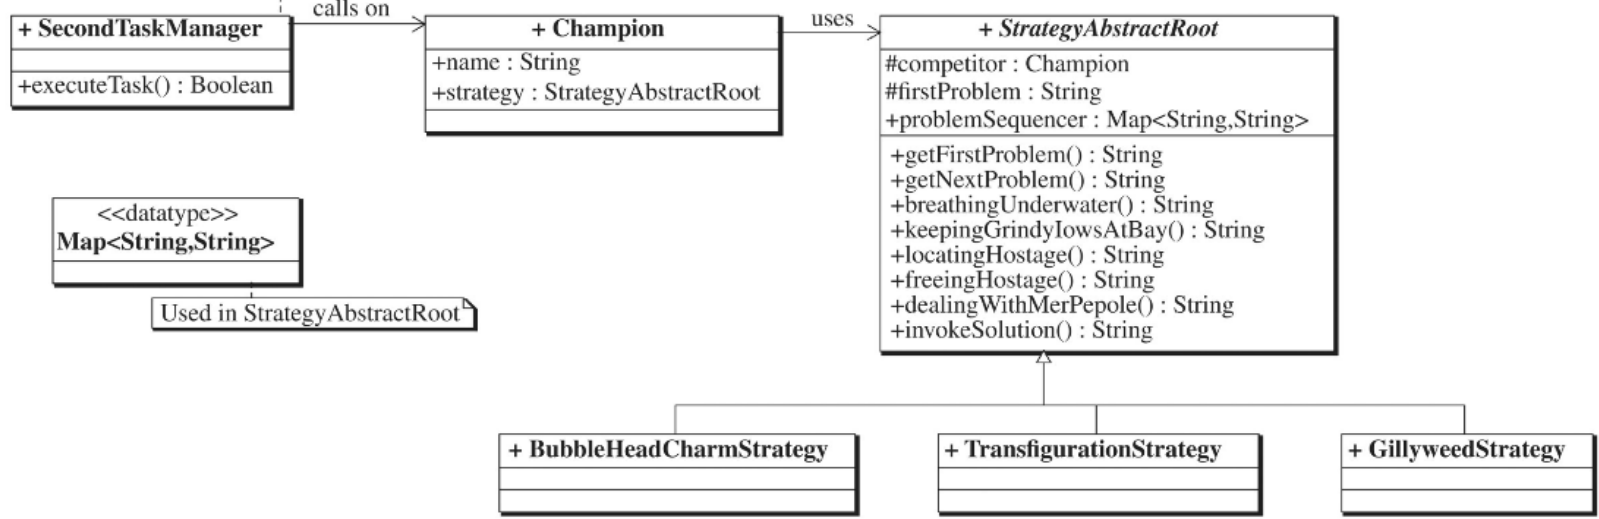 calls on
+ SecondTaskManager
+executeTask() : Boolean
+ Champion
+name : String
+strategy : StrategyAbstractRoot
uses
+ StrategyAbstractRoot
#competitor : Champion
#firstProblem : String
+problemSequencer : Map<String,String>
+getFirstProblem() : String
+getNextProblem() : String
+breathingUnderwater() : String
+keepingGrindyIowsAtBay() : String
+locatingHostage() : String
+freeingHostage() : String
+dealingWithMerPepole() : String
+invokeSolution() : String
<<datatype>>
Map<String,String>
Used in StrategyAbstractRoot
+ BubbleHeadCharmStrategy
+ TransfigurationStrategy
+ GillyweedStrategy